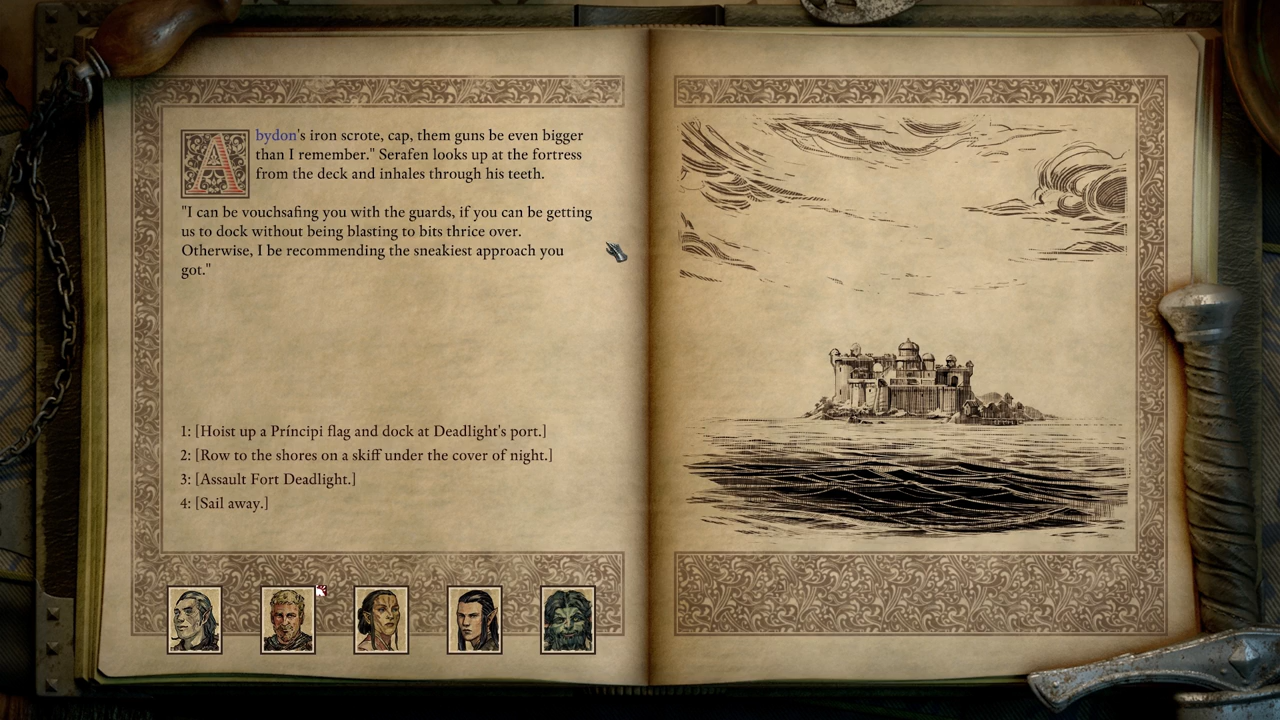 Abydon's iron scrote, cap, them guns be even bigger
than I remember." Serafen looks up at the fortress
from the deck and inhales through his teeth.
"I can be vouchsafing you with the guards, if you can be getting
us to dock without being blasting to bits thrice over.
Otherwise, I be recommending the sneakiest approach you
got."
1: [Hoist up a Príncipi flag and dock at Deadlight's port.]
2: [Row to the shores on a skiff under the cover of night.]
3: [Assault Fort Deadlight.]
4: [Sail away.]